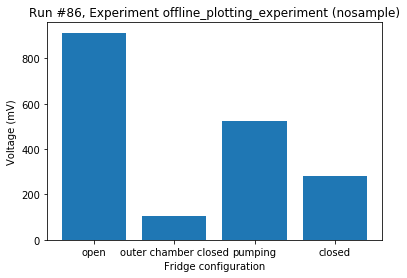 Run #86, Experiment offline_plotting_experiment (nosample)
800
600
400
200
0
Voltage (mV)
open outer chamber closed pumping closed
Fridge configuration